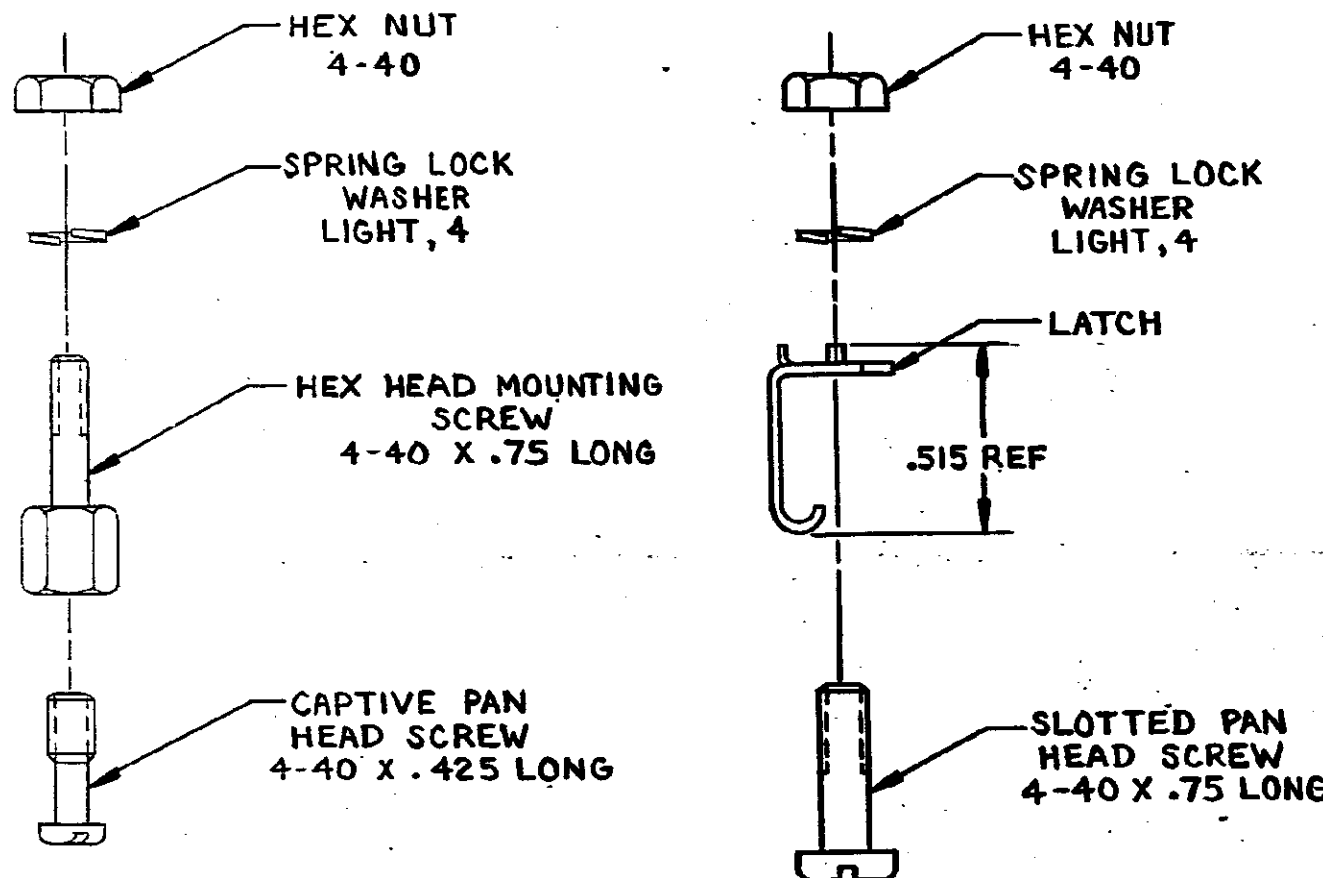 HEX NUT
4-40
SPRING LOCK
WASHER
LIGHT, 4
HEX HEAD MOUNTING
SCREW
4-40 X .75 LONG
CAPTIVE PAN
HEAD SCREW
4-40 X .425 LONG
HEX NUT
4-40
SPRING LOCK
WASHER
LIGHT, 4
LATCH
.515 REF
SLOTTED PAN
HEAD SCREW
4-40 X .75 LONG